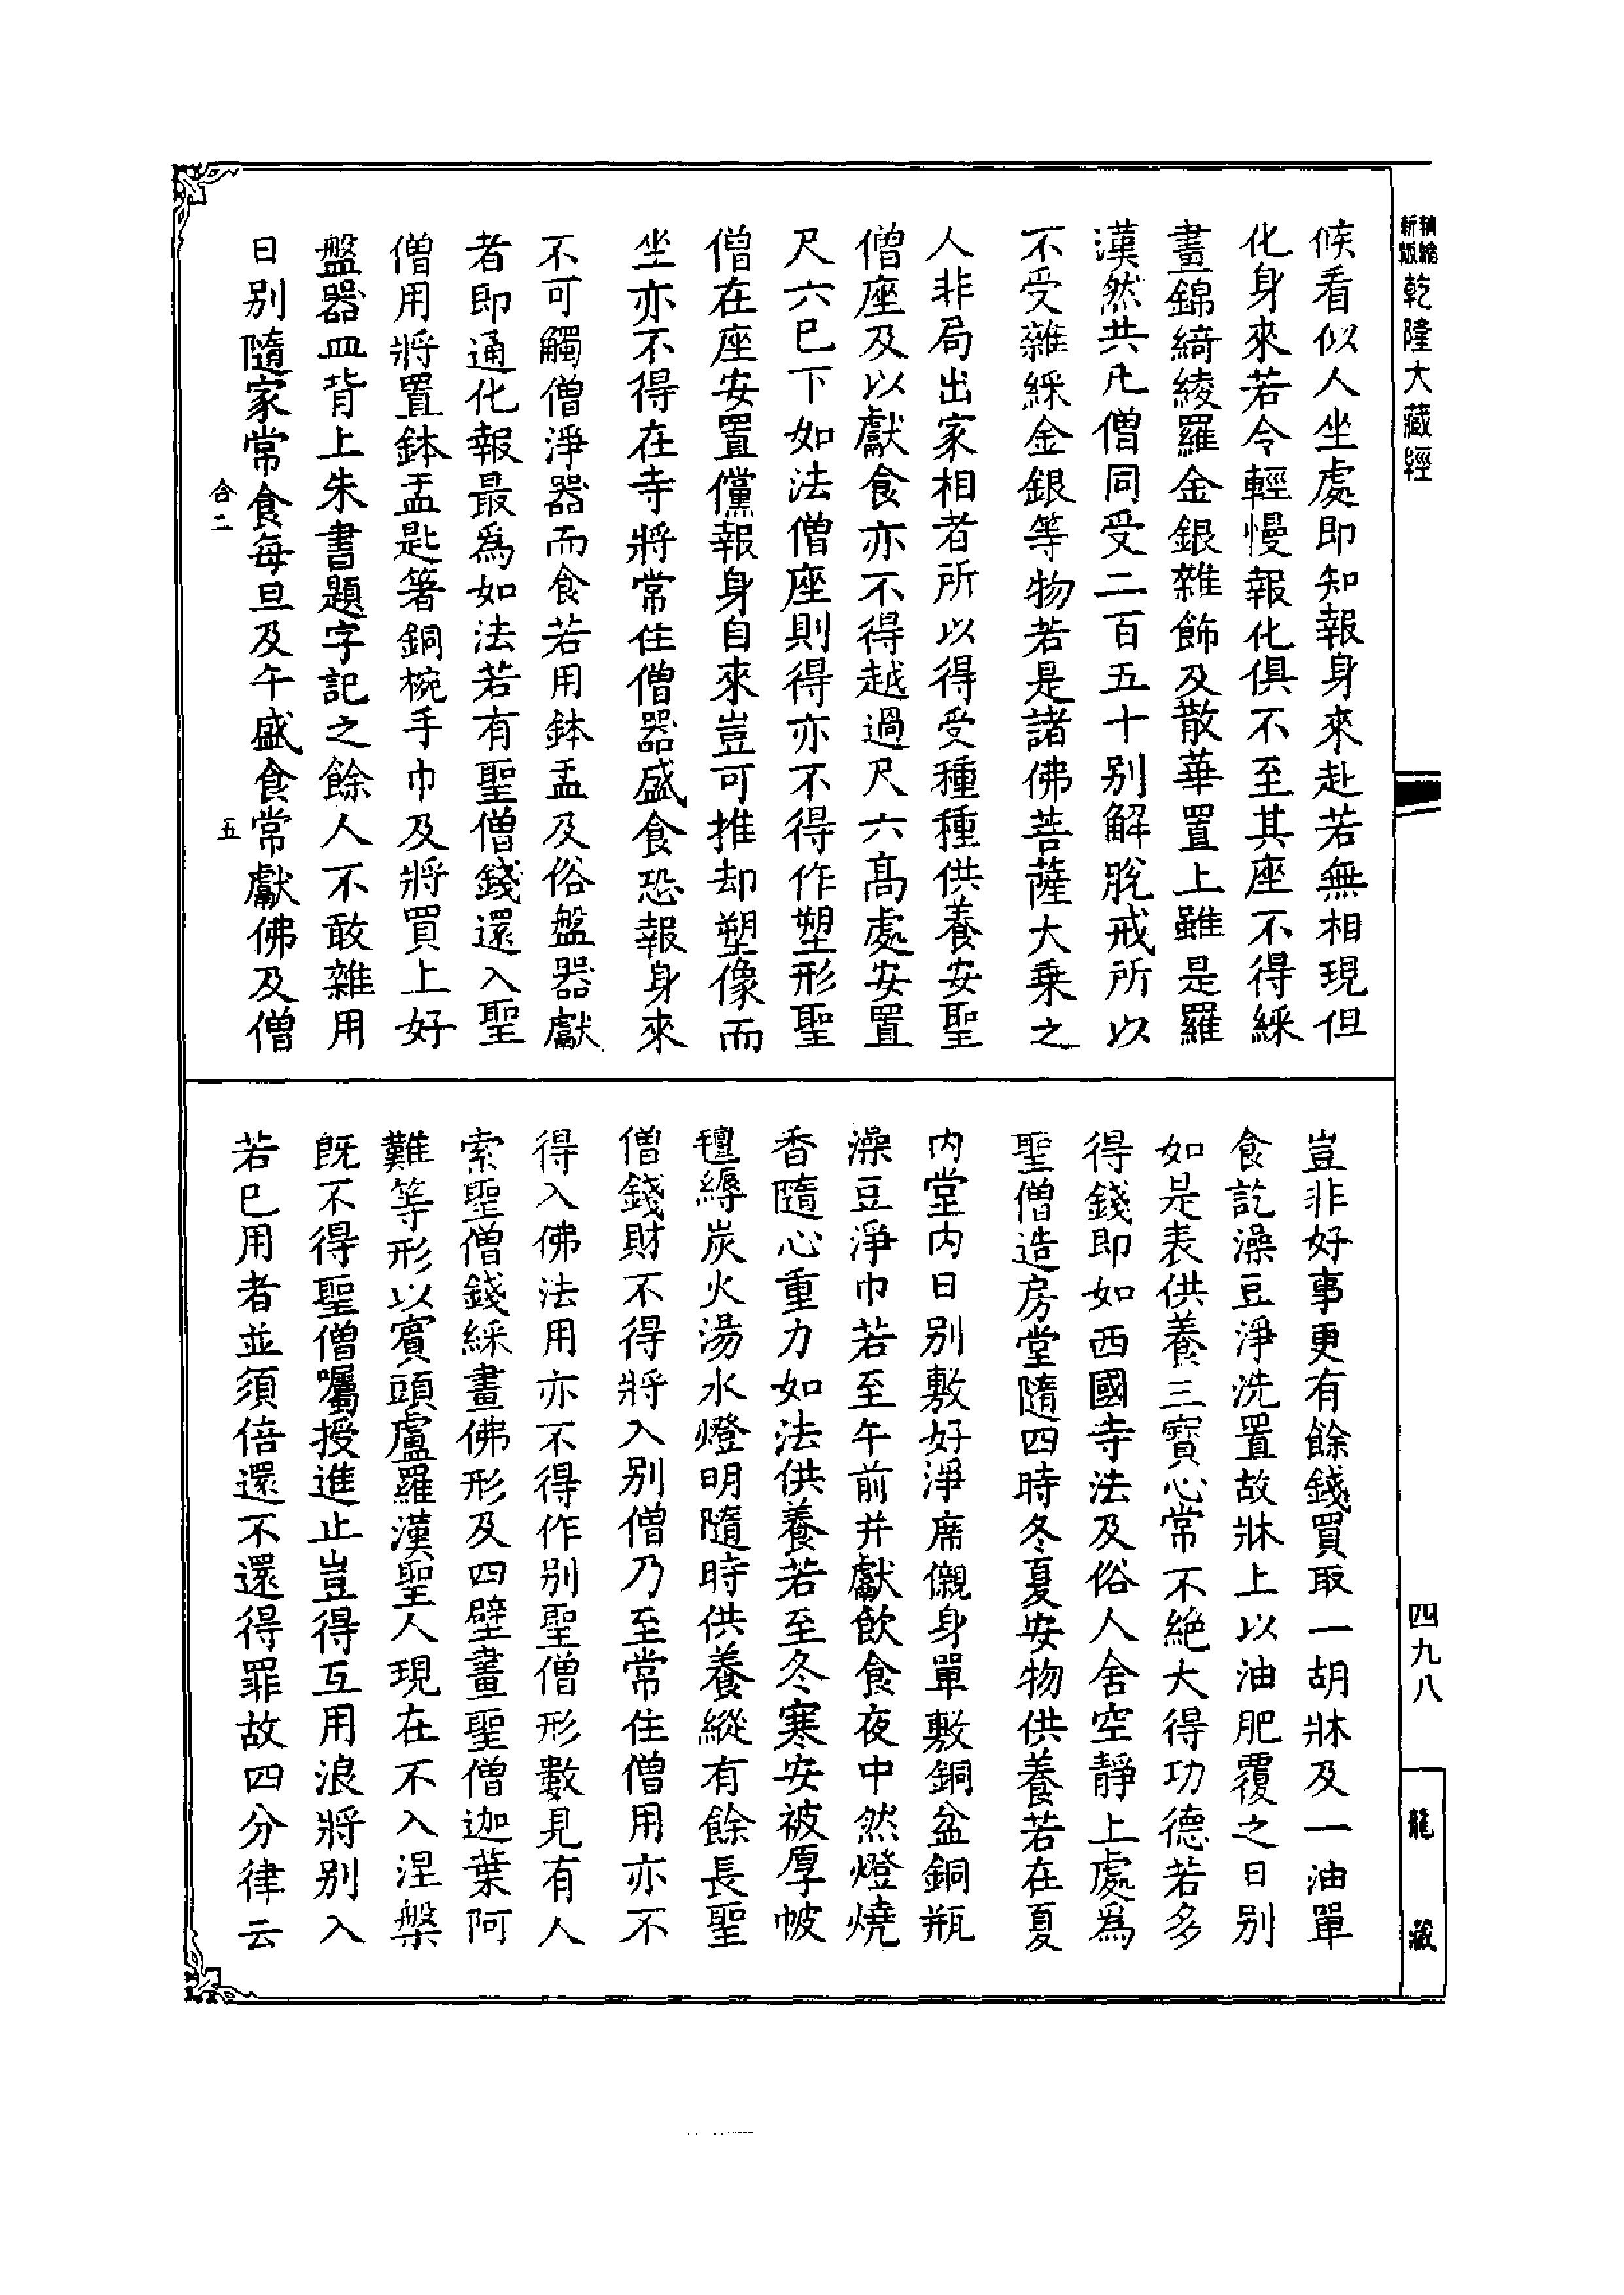 精縮新版乾隆大藏經
候看似人坐處即知報身來赴若無相現但
化身來若令輕慢報化俱不至其座不得綵
畫錦綺綾羅金銀雜飾及散華置上雖是羅
漢然共凡僧同受二百五十別解脫戒所以
不受雜綵金銀等物若是諸佛菩薩大乘之
人非局出家相者所以得受種種供養安聖
僧座及以獻食亦不得越過尺六高處安置
尺六已下如法僧座則得亦不得作塑形聖
僧在座安置儻報身自來豈可推却塑像而
坐亦不得在寺將常住僧器盛食恐報身來
不可觸僧淨器而食若用鉢盂及俗盤器獻
者即通化報最為如法若有聖僧錢還入聖
僧用將置鉢盂匙箸銅椀手巾及將買上好
盤器皿背上朱書題字記之餘人不敢雜用
日別隨家常食每旦及午盛食常獻佛及僧
合二
五
豈非好事更有餘錢買取一胡牀及一油單
食訖澡豆淨洗置故牀上以油肥覆之日別
如是表供養三寶心常不絕大得功德若多
得錢即如西國寺法及俗人舍空靜上處為
聖僧造房堂隨四時冬夏安物供養若在夏
內堂內日別敷好淨席儭身單敷銅盆銅瓶
澡豆淨巾若至午前并獻飲食夜中然燈燒
香隨心重力如法供養若至冬寒安被厚帔
氊縟炭火湯水燈明隨時供養縱有餘長聖
僧錢財不得將入別僧乃至常住僧用亦不
得入佛法用亦不得作別聖僧形數見有人
索聖僧錢綵畫佛形及四壁畫聖僧迦葉阿
難等形以賓頭盧羅漢聖人現在不入涅槃
既不得聖僧囑授進止豈得互用浪將別入
若已用者並須倍還不還得罪故四分律云
四九八
龍藏